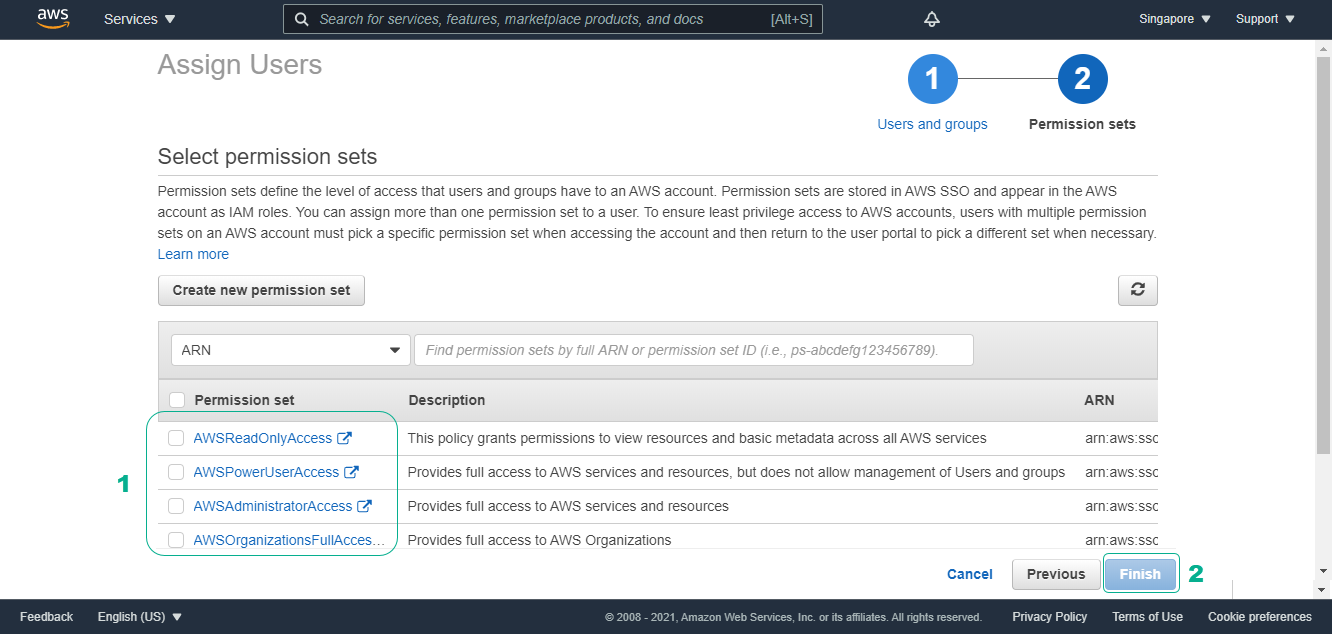 aws
Services
Search for services, features, marketplace products, and docs [Alt+S]
Singapore
Support
Assign Users
1
2
Users and groups
Permission sets
Select permission sets
Permission sets define the level of access that users and groups have to an AWS account. Permission sets are stored in AWS SSO and appear in the AWS
account as IAM roles. You can assign more than one permission set to a user. To ensure least privilege access to AWS accounts, users with multiple permission
sets on an AWS account must pick a specific permission set when accessing the account and then return to the user portal to pick a different set when necessary.
Learn more
Create new permission set
ARN
Find permission sets by full ARN or permission set ID (i.e., ps-abcdefg123456789).
Permission set Description ARN
AWSReadOnlyAccess This policy grants permissions to view resources and basic metadata across all AWS services arn:aws:sso
AWSPowerUserAccess Provides full access to AWS services and resources, but does not allow management of Users and groups arn:aws:sso
1
AWSAdministratorAccess Provides full access to AWS services and resources arn:aws:sso
AWSOrganizationsFullAcces... Provides full access to AWS Organizations arn:aws:sso
Cancel
Previous
Finish
2
Feedback
English (US)
© 2008 - 2021, Amazon Web Services, Inc. or its affiliates. All rights reserved.
Privacy Policy
Terms of Use
Cookie preferences